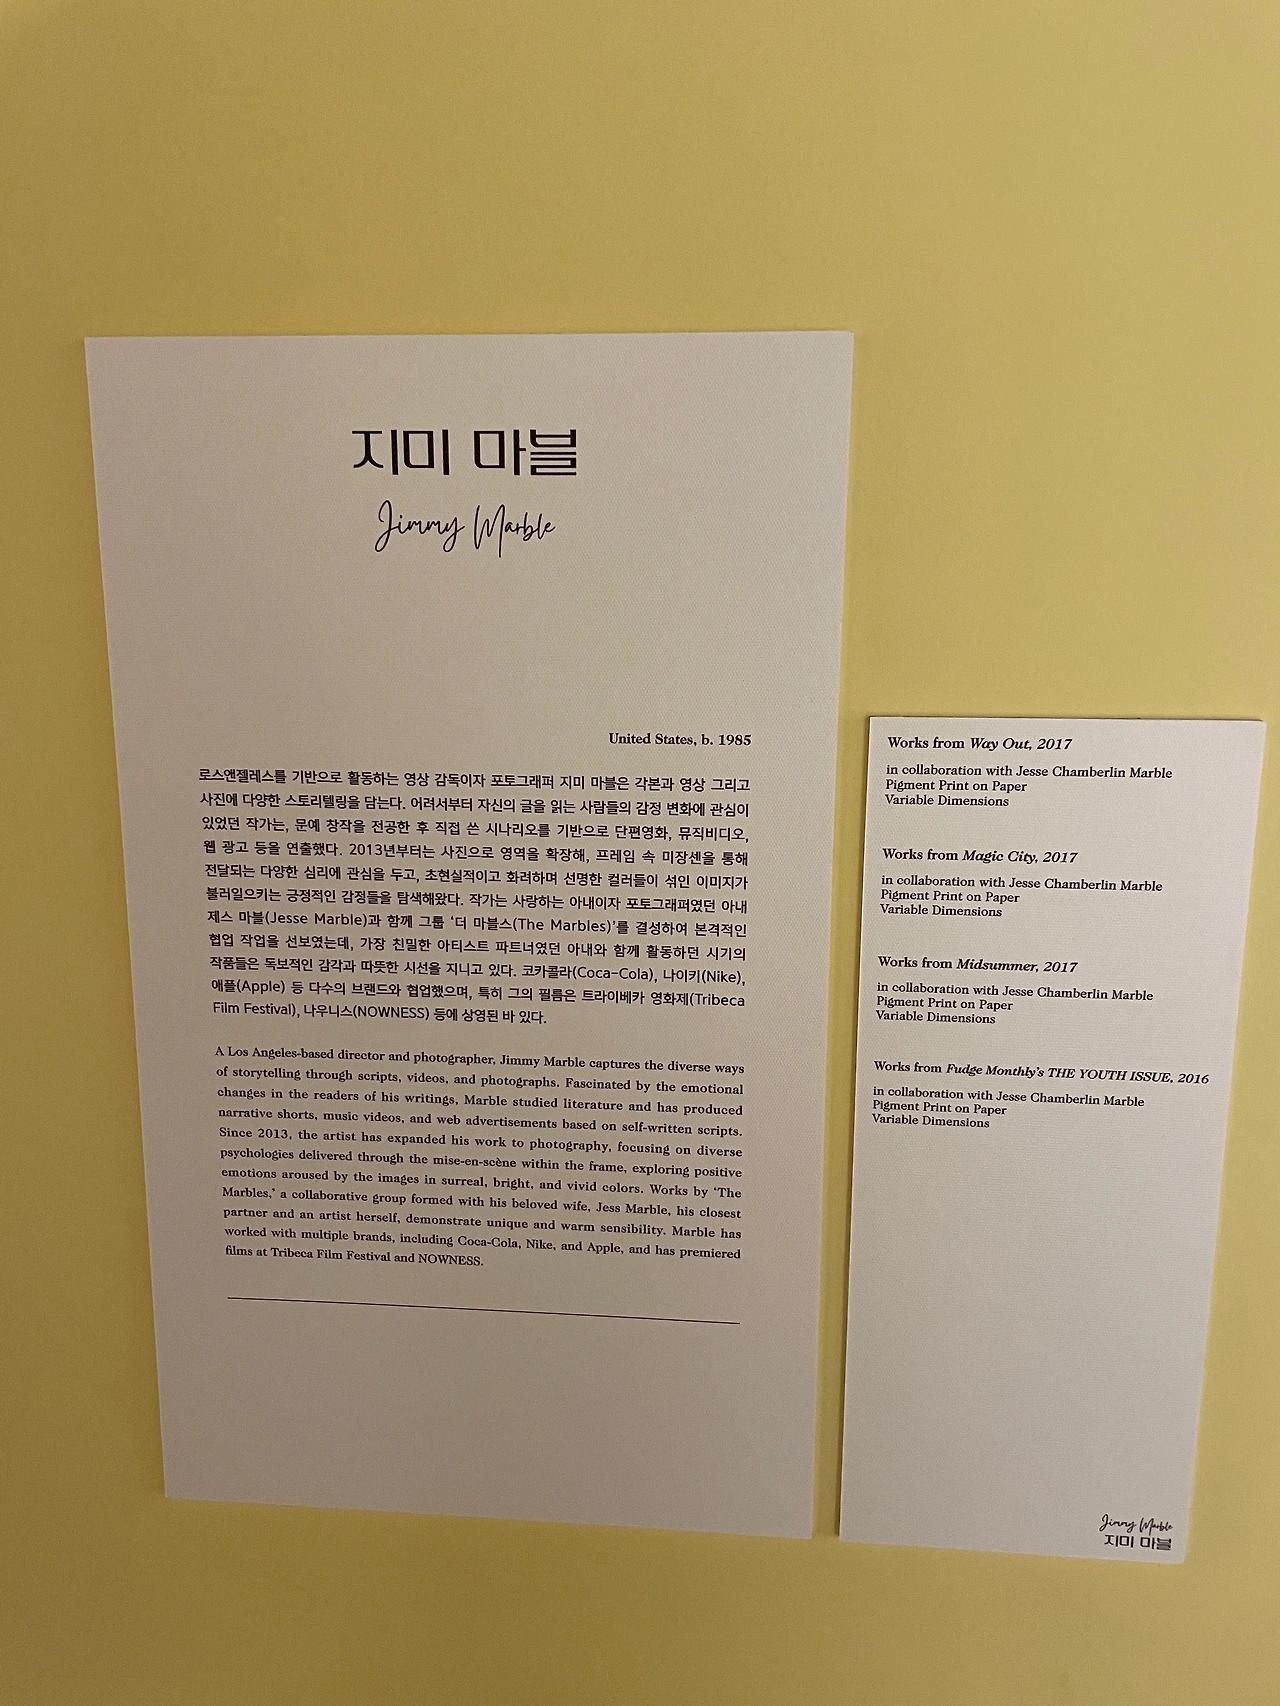 지미 마블
Jimmy Marble
United States, b. 1985
로스앤젤레스를 기반으로 활동하는 영상 감독이자 포토그래퍼 지미 마블은 각본과 영상 그리고
사진에 다양한 스토리텔링을 담는다. 어려서부터 자신의 글을 읽는 사람들의 감정 변화에 관심이
있었던 작가는, 문예 창작을 전공한 후 직접 쓴 시나리오를 기반으로 단편영화, 뮤직비디오,
웹 광고 등을 연출했다. 2013년부터는 사진으로 영역을 확장해, 프레임 속 미장센을 통해
전달되는 다양한 심리에 관심을 두고, 초현실적이고 화려하며 선명한 컬러들이 섞인 이미지가
불러일으키는 긍정적인 감정들을 탐색해왔다. 작가는 사랑하는 아내이자 포토그래퍼였던 아내
제스 마블(Jesse Marble)과 함께 그룹 ‘더 마블스(The Marbles)’를 결성하여 본격적인
협업 작업을 선보였는데, 가장 친밀한 아티스트 파트너였던 아내와 함께 활동하던 시기의
작품들은 독보적인 감각과 따뜻한 시선을 지니고 있다. 코카콜라(Coca-Cola), 나이키(Nike),
애플(Apple) 등 다수의 브랜드와 협업했으며, 특히 그의 필름은 트라이베카 영화제(Tribeca
Film Festival), 나우니스(NOWNESS) 등에 상영된 바 있다.
A Los Angeles-based director and photographer, Jimmy Marble captures the diverse ways
of storytelling through scripts, videos, and photographs. Fascinated by the emotional
changes in the readers of his writings, Marble studied literature and has produced
narrative shorts, music videos, and web advertisements based on self-written scripts.
Since 2013, the artist has expanded his work to photography, focusing on diverse
psychologies delivered through the mise-en-scène within the frame, exploring positive
emotions aroused by the images in surreal, bright, and vivid colors. Works by ‘The
Marbles,’ a collaborative group formed with his beloved wife, Jess Marble, his closest
partner and an artist herself, demonstrate unique and warm sensibility. Marble has
worked with multiple brands, including Coca-Cola, Nike, and Apple, and has premiered
films at Tribeca Film Festival and NOWNESS.
Works from Way Out, 2017
in collaboration with Jesse Chamberlin Marble
Pigment Print on Paper
Variable Dimensions
Works from Magic City, 2017
in collaboration with Jesse Chamberlin Marble
Pigment Print on Paper
Variable Dimensions
Works from Midsummer, 2017
in collaboration with Jesse Chamberlin Marble
Pigment Print on Paper
Variable Dimensions
Works from Fudge Monthly's THE YOUTH ISSUE, 2016
in collaboration with Jesse Chamberlin Marble
Pigment Print on Paper
Variable Dimensions
Jimmy Marble
지미 마블